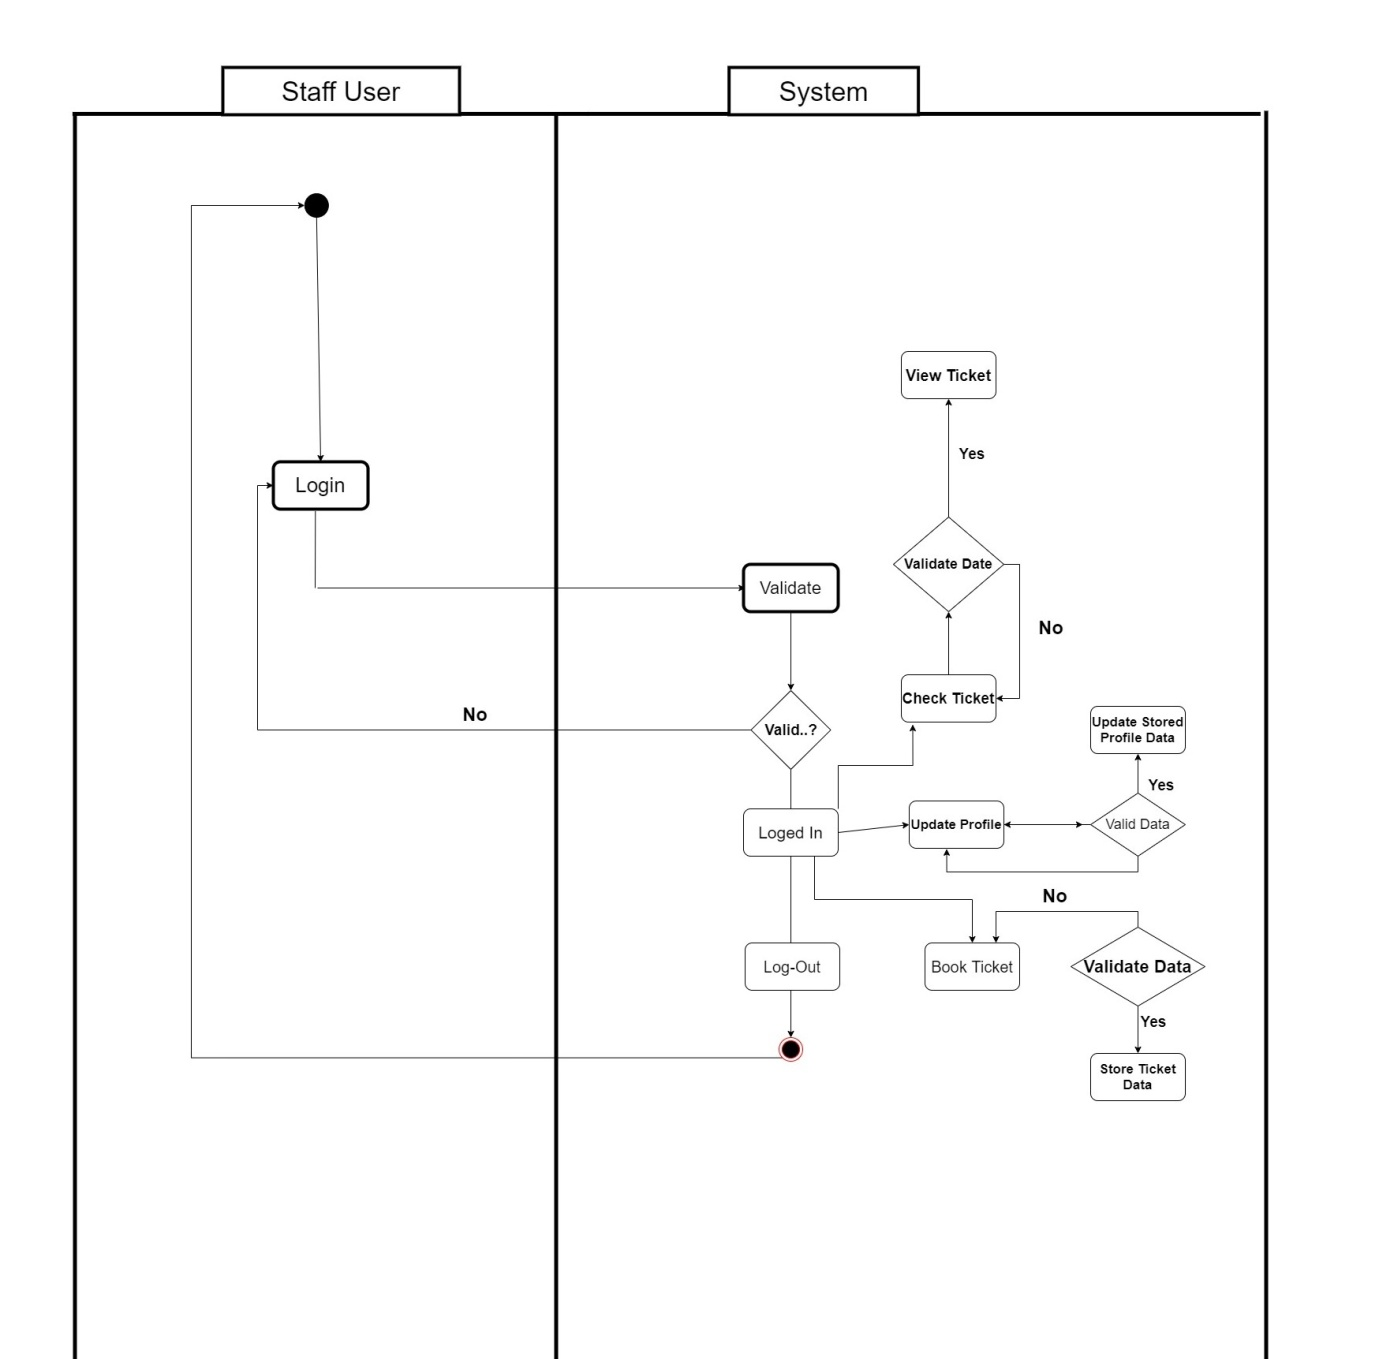 Staff User
System
View Ticket
Yes
Login
Validate Date
Validate
No
Check Ticket
No
Valid..?
Update Stored
Profile Data
Yes
Loged In
Update Profile
Valid Data
No
Log-Out
Book Ticket
Validate Data
Yes
Store Ticket
Data